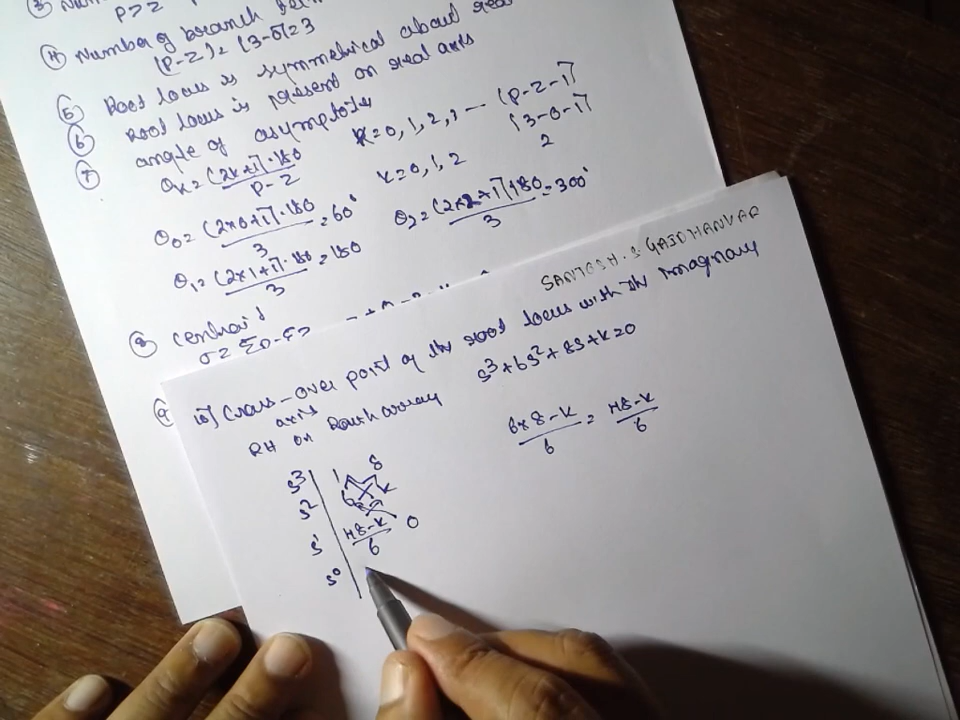 p>z
④ Number of branch
(P-Z) = (3-0)=3
⑤ Root locus is symmetrical about real
⑥ Root locus is present on real axis
⑦ angle of asymptote
θk = (2k+1)·180 / P-Z K=0, 1, 2, 3 --- (P-Z-1)
(3-0-1)
K=0, 1, 2 2
θ0 = (2×0+1)·180 / 3 = 60° θ2 = (2×2+1)180 / 3 = 300°
θ1 = (2×1+1)·180 / 3 = 180
⑧ Centroid
SANTOSH.S.GAJDHANKAR
10) Cross-over point of the root locus with the Imagnary
axis
s³+6s²+8s+k=0
RH or Routh array
6×8-k / 6 = 48-k / 6
s³ 1 8
s² 6 k
s¹ 48-k / 6 0
s⁰